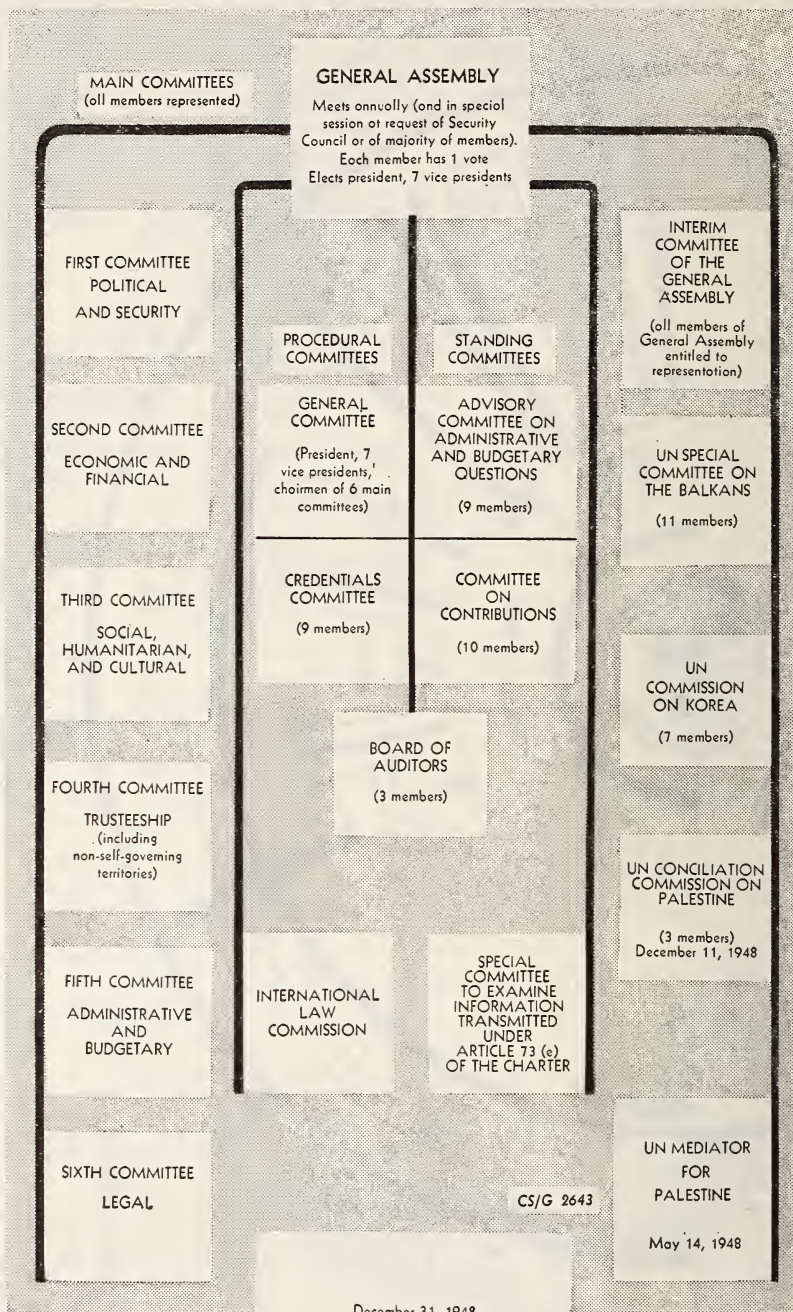 MAIN COMMITTEES
(oll members represented)
GENERAL ASSEMBLY
Meets onnuolly (ond in special
session ot request of Security
Council or of mojority of members).
Eoch member has 1 vote
Elects president, 7 vice presidents
FIRST COMMITTEE
POLITICAL
AND SECURITY
SECOND COMMITTEE
ECONOMIC AND
FINANCIAL
THIRD COMMITTEE
SOCIAL,
HUMANITARIAN,
AND CULTURAL
FOURTH COMMITTEE
TRUSTEESHIP
(including
non-self-governing
territories)
FIFTH COMMITTEE
ADMINISTRATIVE
AND
BUDGETARY
SIXTH COMMITTEE
LEGAL
PROCEDURAL
COMMITTEES
GENERAL
COMMITTEE
(President, 7
vice presidents,
choirmen of 6 main
committees)
CREDENTIALS
COMMITTEE
(9 members)
STANDING
COMMITTEES
ADVISORY
COMMITTEE ON
ADMINISTRATIVE
AND BUDGETARY
QUESTIONS
(9 members)
COMMITTEE
ON
CONTRIBUTIONS
(10 members)
BOARD OF
AUDITORS
(3 members)
INTERNATIONAL
LAW
COMMISSION
SPECIAL
COMMITTEE
TO EXAMINE
INFORMATION
TRANSMITTED
UNDER
ARTICLE 73 (e)
OF THE CHARTER
INTERIM
COMMITTEE
OF THE
GENERAL
ASSEMBLY
(oll members of
General Assembly
entitled to
representotion)
UN SPECIAL
COMMITTEE ON
THE BALKANS
(11 members)
UN
COMMISSION
ON KOREA
(7 members)
UN CONCILIATION
COMMISSION ON
PALESTINE
(3 members)
December 11, 1948
UN MEDIATOR
FOR
PALESTINE
May 14, 1948
CS/G 2643
December 31, 1948